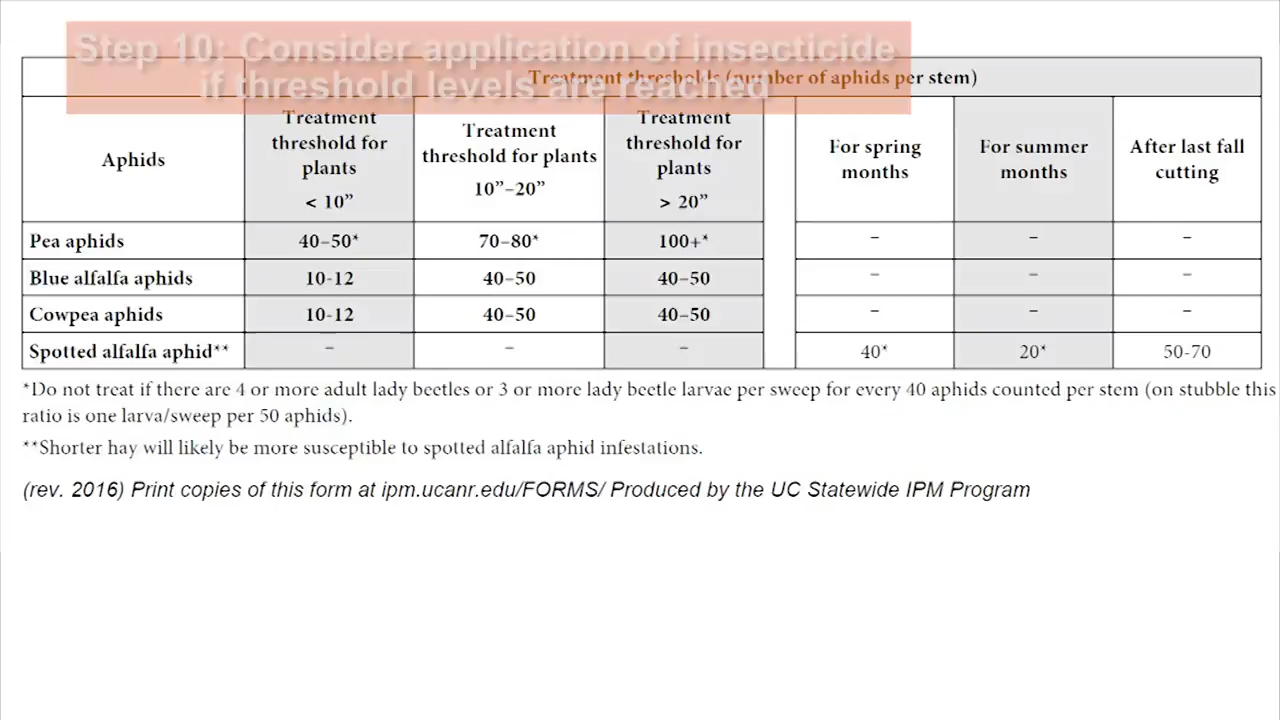 Step 10: Consider application of insecticide
if threshold levels are reached
Treatment thresholds (number of aphids per stem)
Aphids
Treatment
threshold for
plants
< 10”
Treatment
threshold for plants
10”–20”
Treatment
threshold for
plants
> 20”
For spring
months
For summer
months
After last fall
cutting
Pea aphids 40–50* 70–80* 100+* – – –
Blue alfalfa aphids 10-12 40–50 40–50 – – –
Cowpea aphids 10-12 40–50 40–50 – – –
Spotted alfalfa aphid** – – – 40* 20* 50-70
*Do not treat if there are 4 or more adult lady beetles or 3 or more lady beetle larvae per sweep for every 40 aphids counted per stem (on stubble this
ratio is one larva/sweep per 50 aphids).
**Shorter hay will likely be more susceptible to spotted alfalfa aphid infestations.
(rev. 2016) Print copies of this form at ipm.ucanr.edu/FORMS/ Produced by the UC Statewide IPM Program